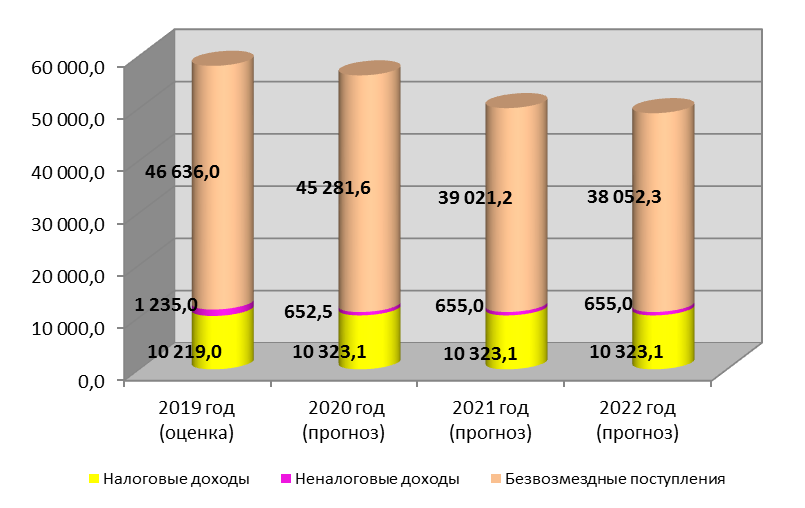 60 000,0
50 000,0
40 000,0
30 000,0
20 000,0
10 000,0
0,0
46 636,0
45 281,6
39 021,2
38 052,3
1 235,0
652,5
655,0
655,0
10 219,0
10 323,1
10 323,1
10 323,1
2019 год
(оценка)
2020 год
(прогноз)
2021 год
(прогноз)
2022 год
(прогноз)
Налоговые доходы
Неналоговые доходы
Безвозмездные поступления